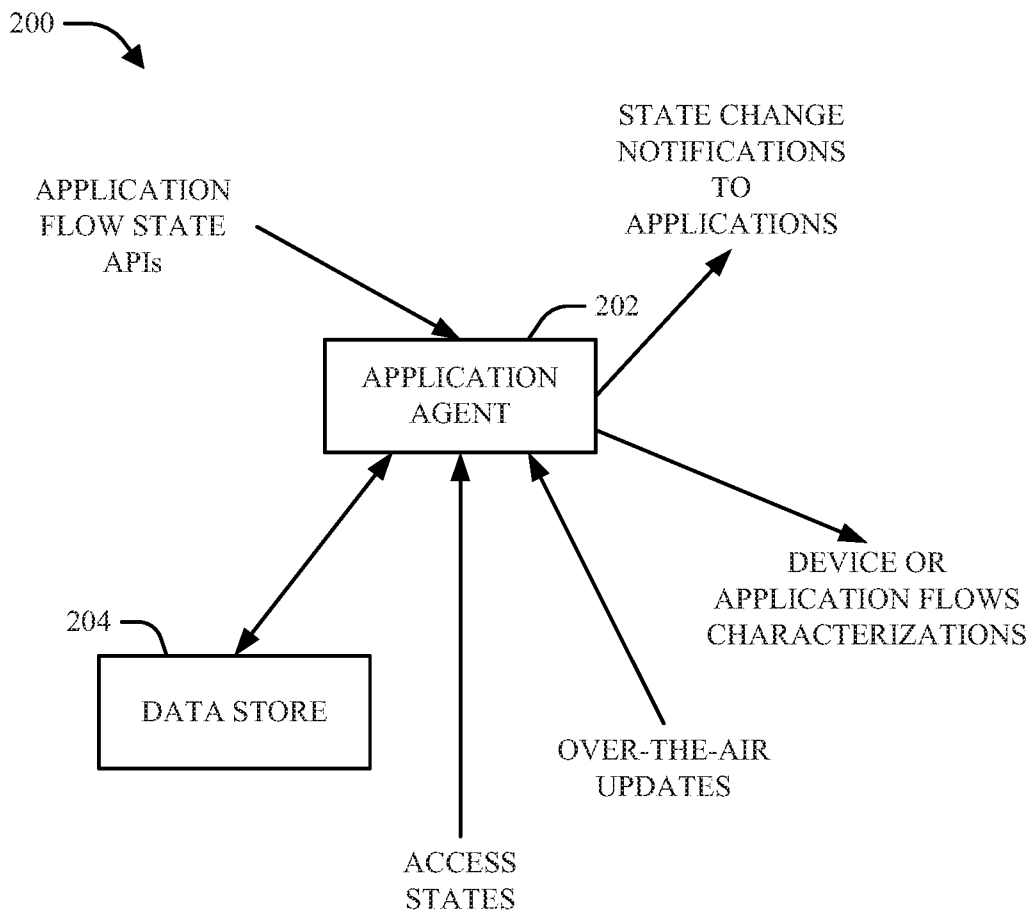 200
STATE CHANGE
NOTIFICATIONS
TO
APPLICATIONS
APPLICATION
FLOW STATE
APIs
202
APPLICATION
AGENT
DEVICE OR
APPLICATION FLOWS
CHARACTERIZATIONS
204
DATA STORE
OVER-THE-AIR
UPDATES
ACCESS
STATES